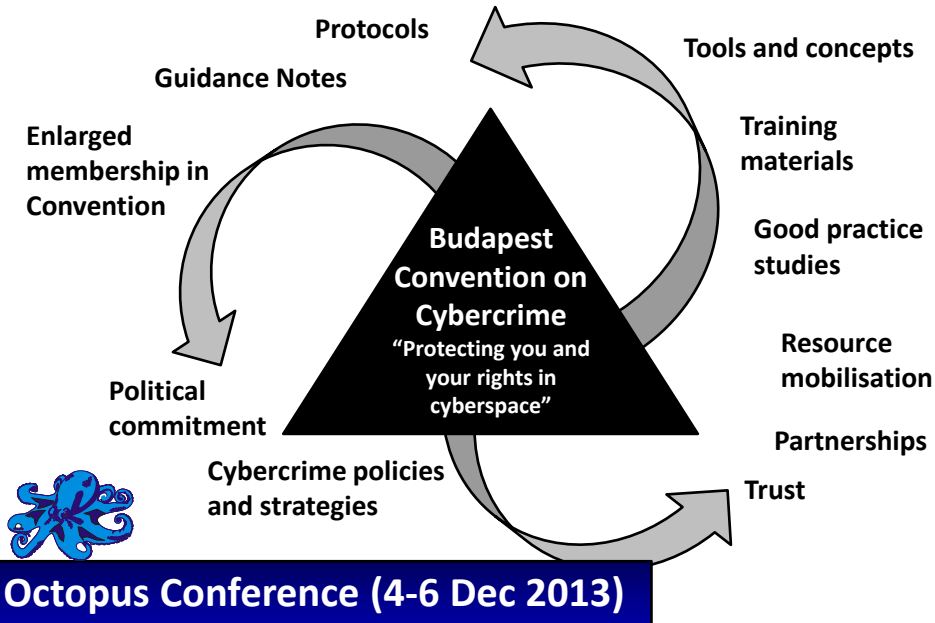 Protocols
Guidance Notes
Enlarged
membership in
Convention
Political
commitment
Cybercrime policies
and strategies
Budapest
Convention on
Cybercrime
“Protecting you and
your rights in
cyberspace”
Tools and concepts
Training
materials
Good practice
studies
Resource
mobilisation
Partnerships
Trust
Octopus Conference (4-6 Dec 2013)